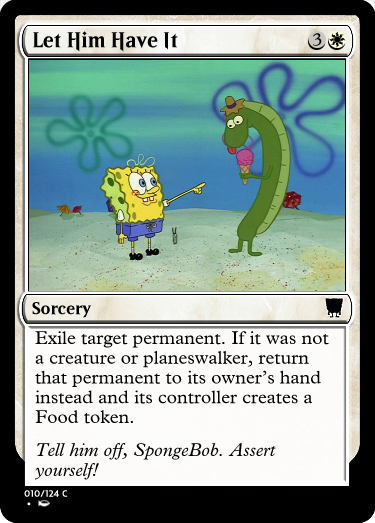 Let Him Have It 3
Sorcery
Exile target permanent. If it was not
a creature or planeswalker, return
that permanent to its owner's hand
instead and its controller creates a
Food token.
Tell him off, SpongeBob. Assert
yourself!
010/124 C